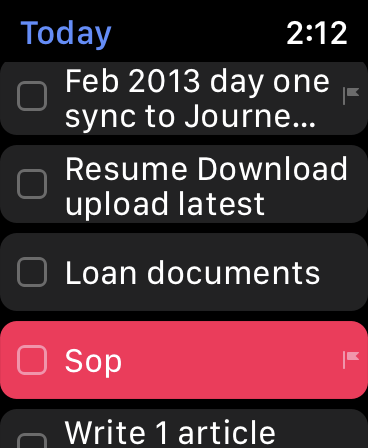 Today 2:12
Feb 2013 day one
sync to Journe...
Resume Download
upload latest
Loan documents
Sop
Write 1 article